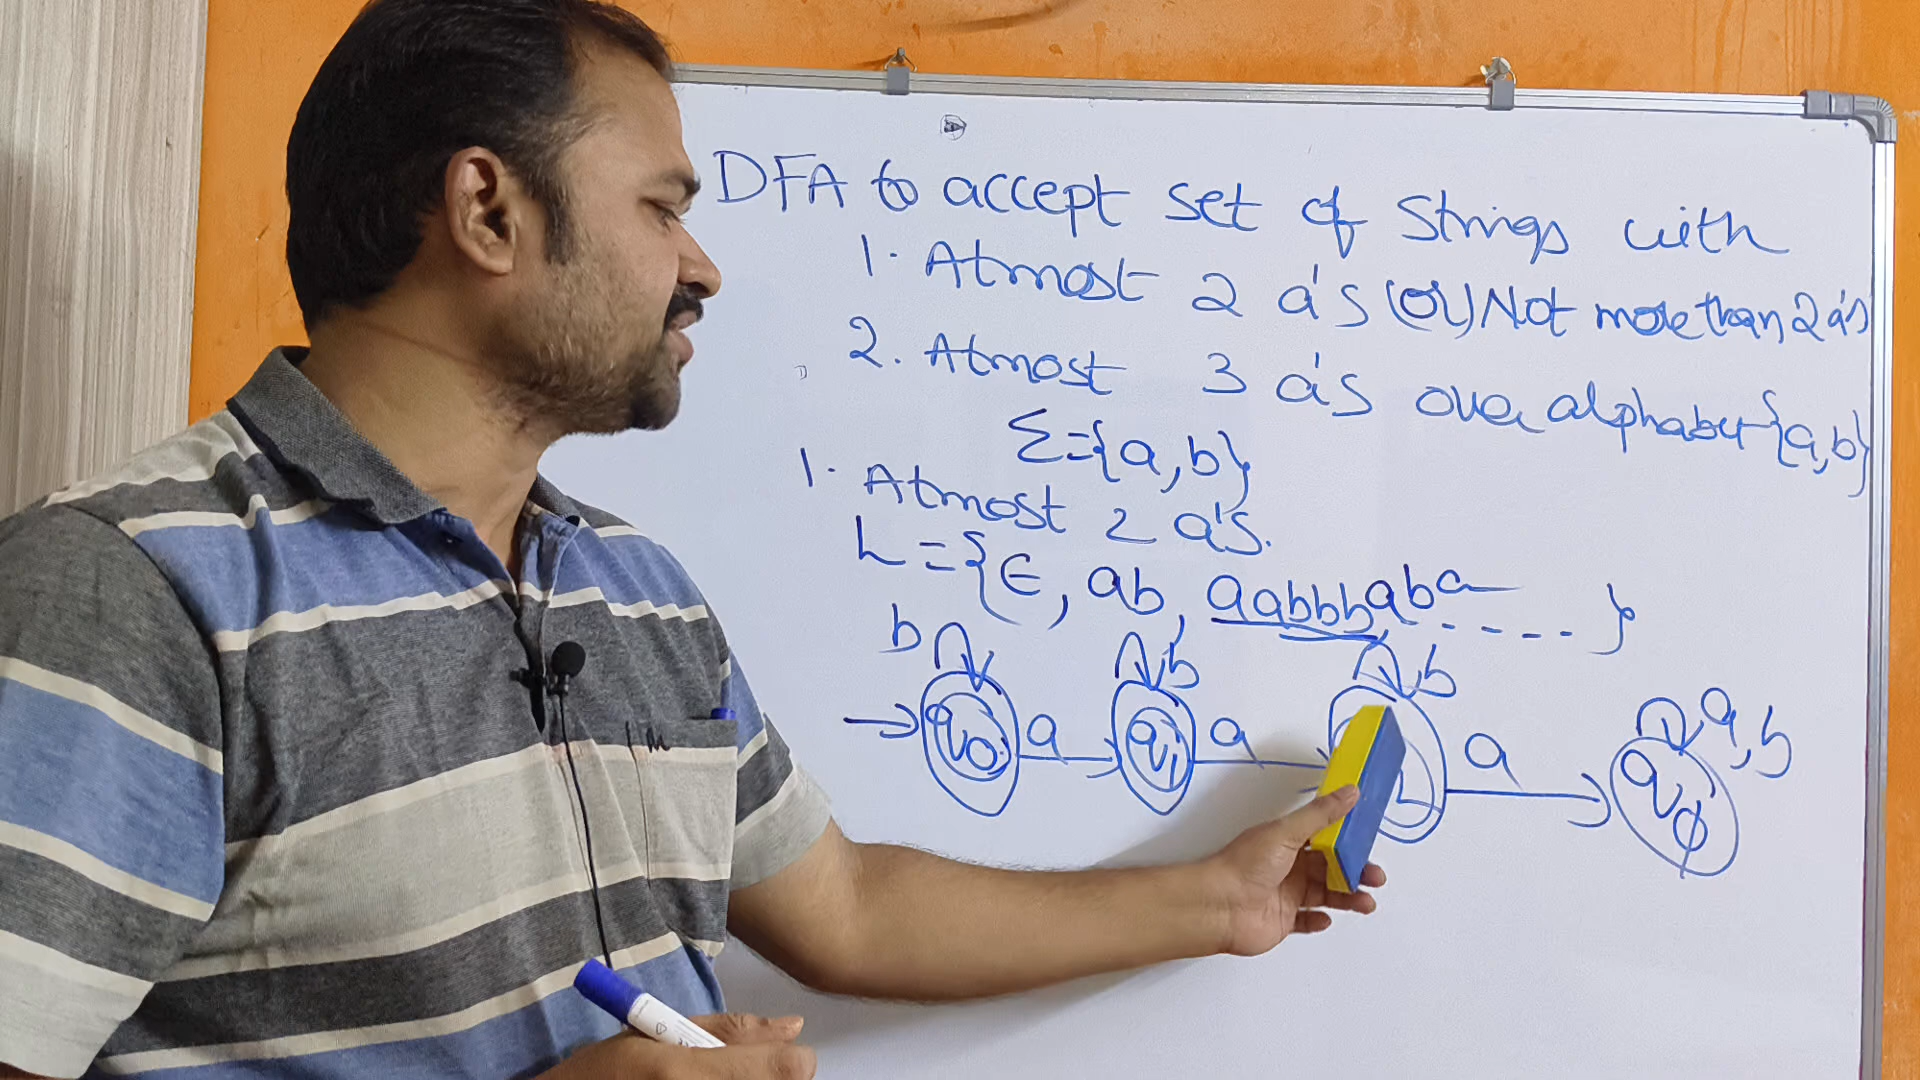 DFA to accept set of Strings with
1. Atmost 2 a's (or) Not more than 2 a's
2. Atmost 3 a's over alphabet {a,b}
Σ={a,b}
1. Atmost 2 a's.
L = {ϵ, ab, aabbbaba ----- }
b b b a,b
q0 a q1 a a qϕ